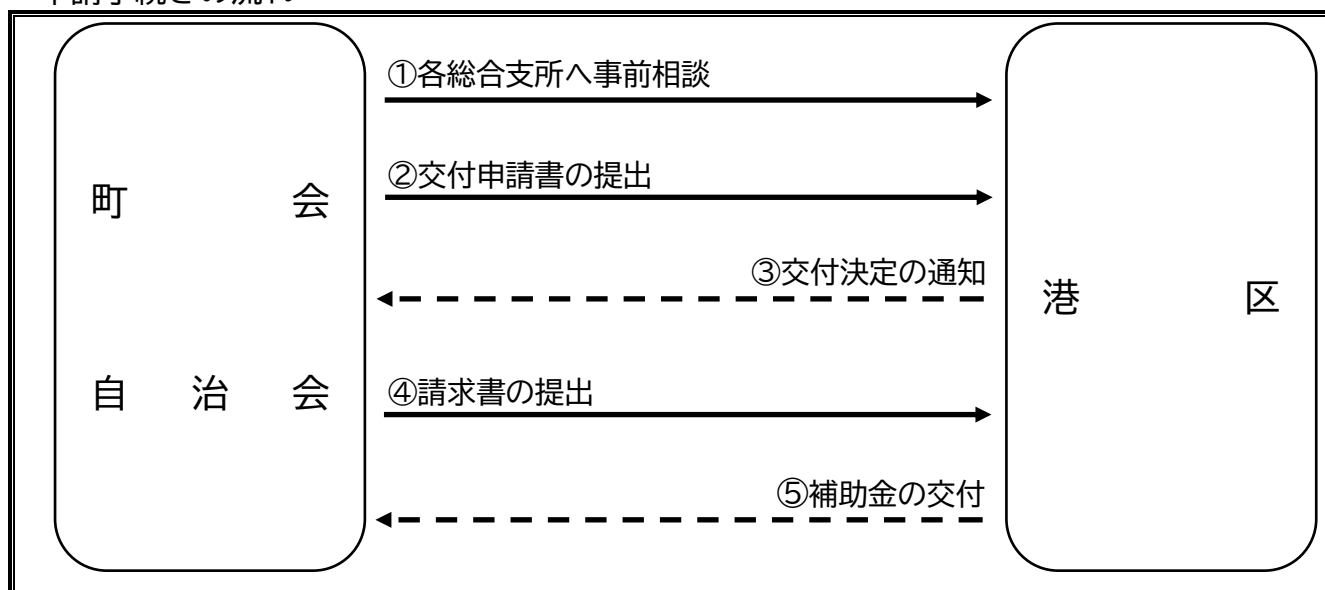 ①各総合支所へ事前相談
②交付申請書の提出
町会
③交付決定の通知
港区
自治会
④請求書の提出
⑤補助金の交付